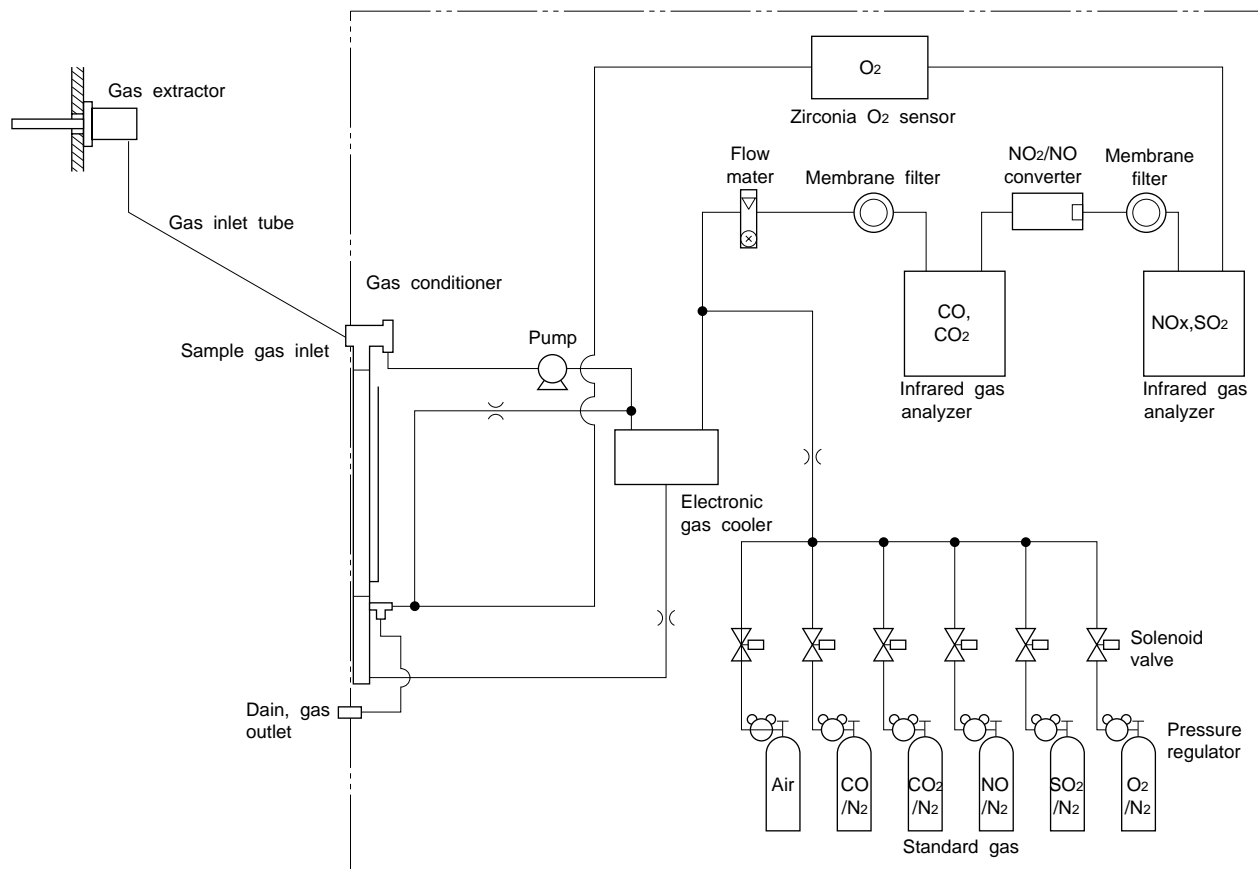 O2
Zirconia O2 sensor
Gas extractor
Flow
mater
Membrane filter
NO2/NO
converter
Membrane
filter
Gas inlet tube
Gas conditioner
CO,
CO2
NOx,SO2
Pump
Sample gas inlet
Infrared gas
analyzer
Infrared gas
analyzer
Electronic
gas cooler
Solenoid
valve
Dain, gas
outlet
Pressure
regulator
Air
CO
/N2
CO2
/N2
NO
/N2
SO2
/N2
O2
/N2
Standard gas